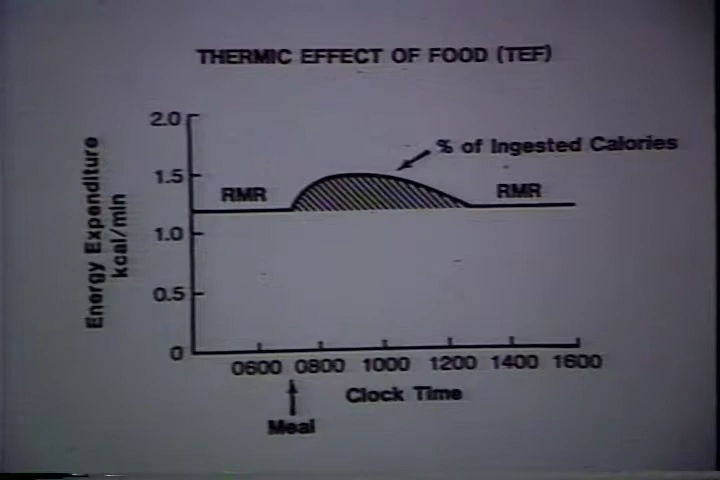 THERMIC EFFECT OF FOOD (TEF)
2.0
% of Ingested Calories
1.5
RMR
RMR
1.0
0.5
0
Energy Expenditure
kcal/min
0600 0800 1000 1200 1400 1600
Clock Time
Meal